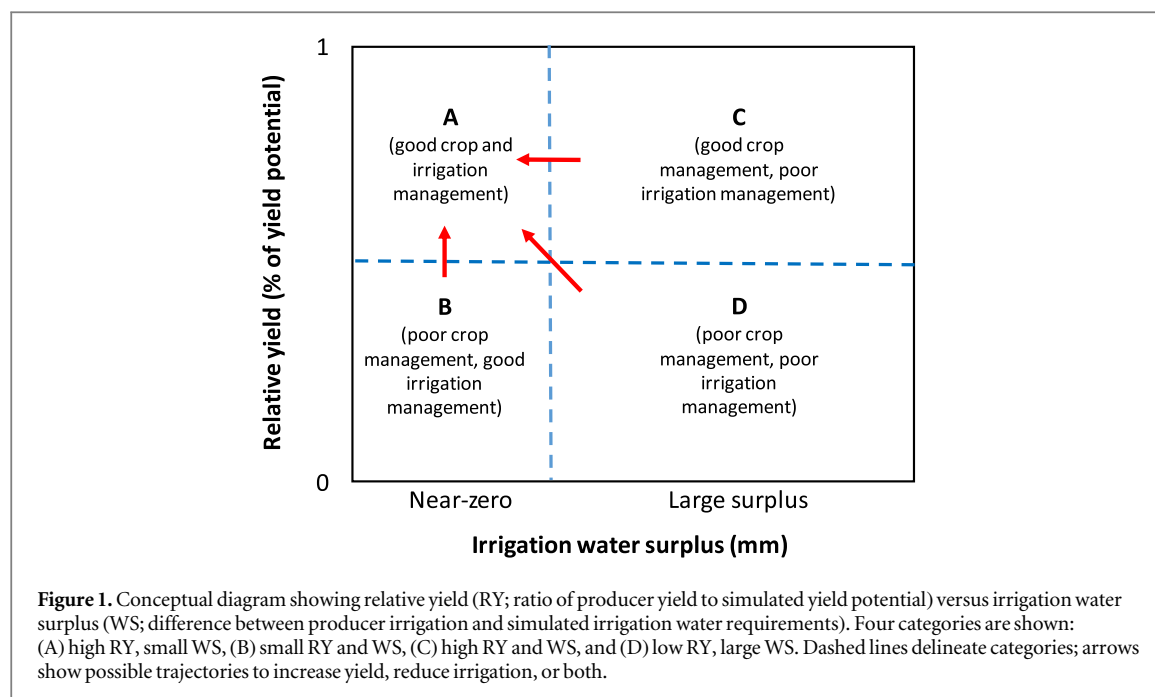 Relative yield (% of yield potential)
1
0
A
(good crop and
irrigation
management)
C
(good crop
management, poor
irrigation management)
B
(poor crop
management, good
irrigation
management)
D
(poor crop
management, poor
irrigation
management)
Near-zero
Large surplus
Irrigation water surplus (mm)
Figure 1. Conceptual diagram showing relative yield (RY; ratio of producer yield to simulated yield potential) versus irrigation water
surplus (WS; difference between producer irrigation and simulated irrigation water requirements). Four categories are shown:
(A) high RY, small WS, (B) small RY and WS, (C) high RY and WS, and (D) low RY, large WS. Dashed lines delineate categories; arrows
show possible trajectories to increase yield, reduce irrigation, or both.